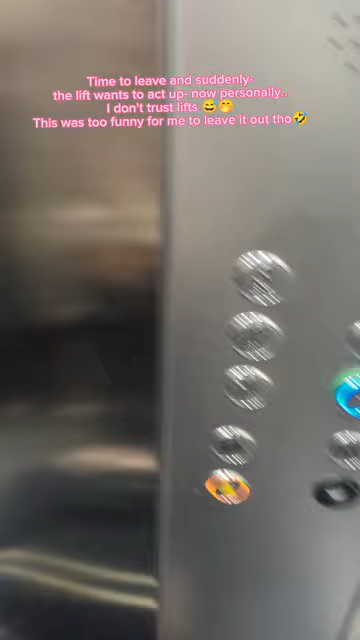 Time to leave and suddenly-
the lift wants to act up- now personally..
I don't trust lifts 😅🤭
This was too funny for me to leave it out tho🤣